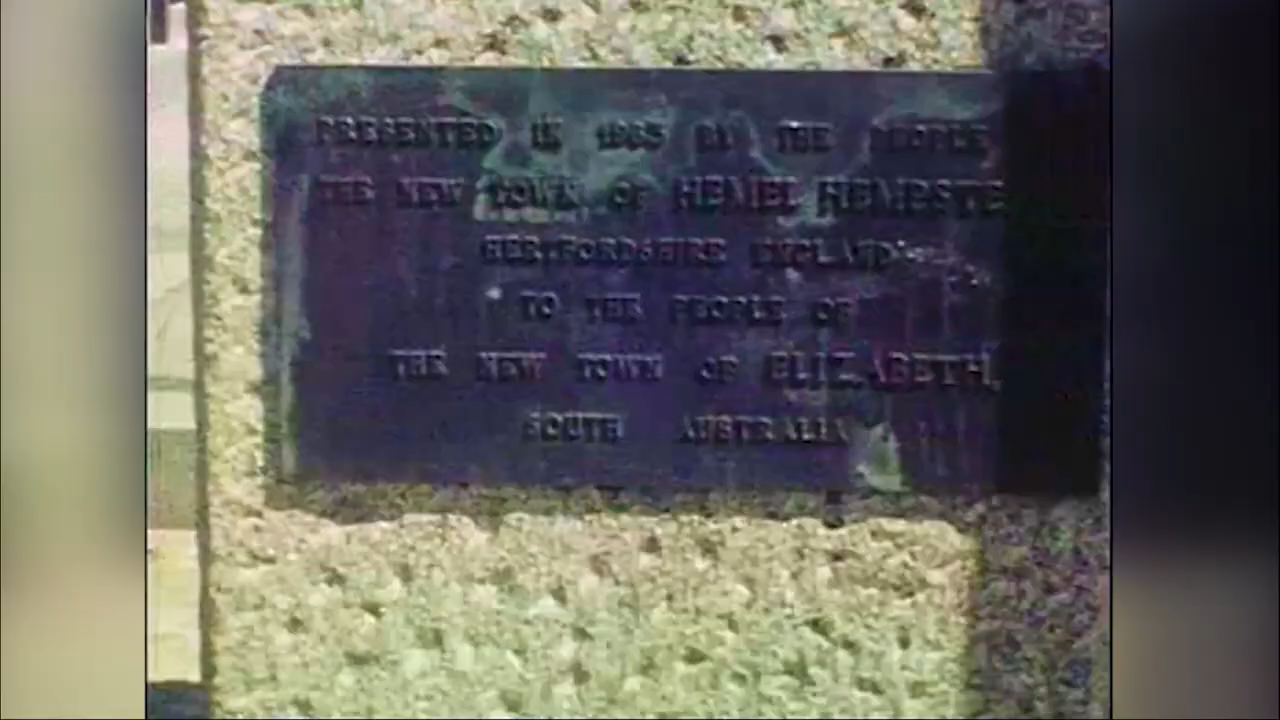 PRESENTED IN 1965 BY THE PEOPLE
THE NEW TOWN OF HEMEL HEMPSTE
HERTFORDSHIRE ENGLAND
TO THE PEOPLE OF
THE NEW TOWN OF ELIZABETH,
SOUTH AUSTRALIA